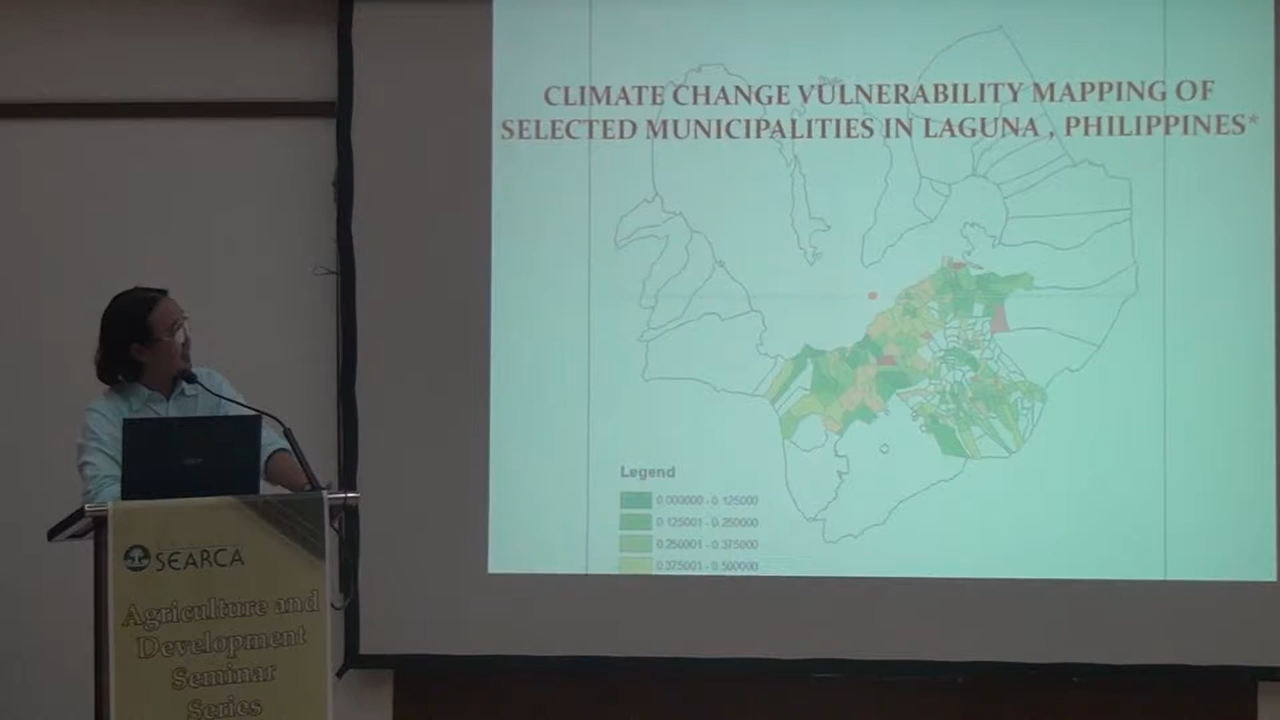 CLIMATE CHANGE VULNERABILITY MAPPING OF
SELECTED MUNICIPALITIES IN LAGUNA , PHILIPPINES*
Legend
0.000000 - 0.125000
0.125001 - 0.250000
0.250001 - 0.375000
0.375001 - 0.500000
SEARCA
Agriculture and
Development
Seminar
Series